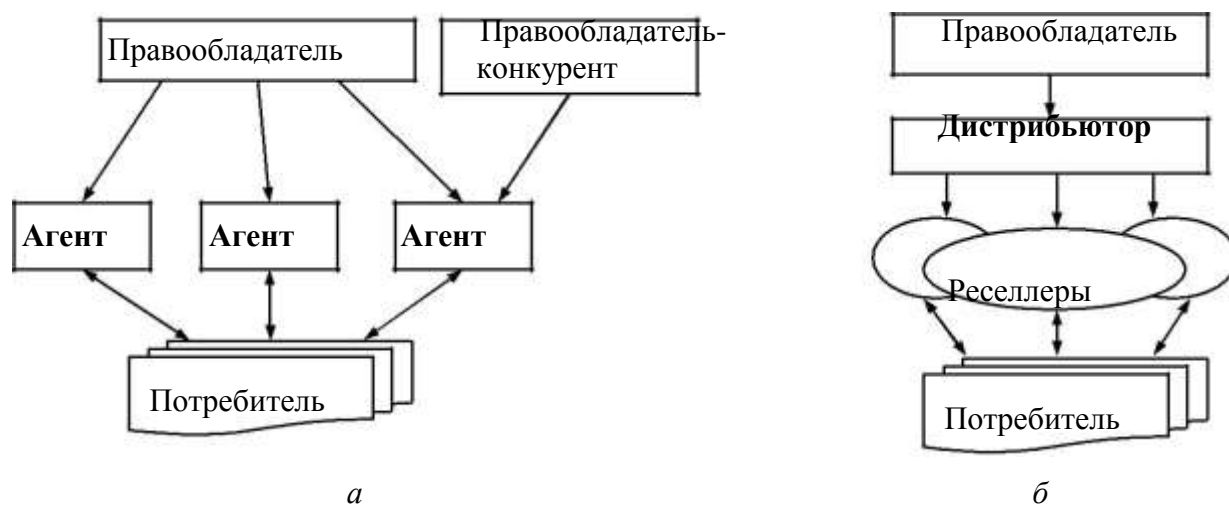 Правообладатель
Правообладатель-
конкурент
Агент
Агент
Агент
Потребитель
а
Правообладатель
Дистрибьютор
Реселлеры
Потребитель
б